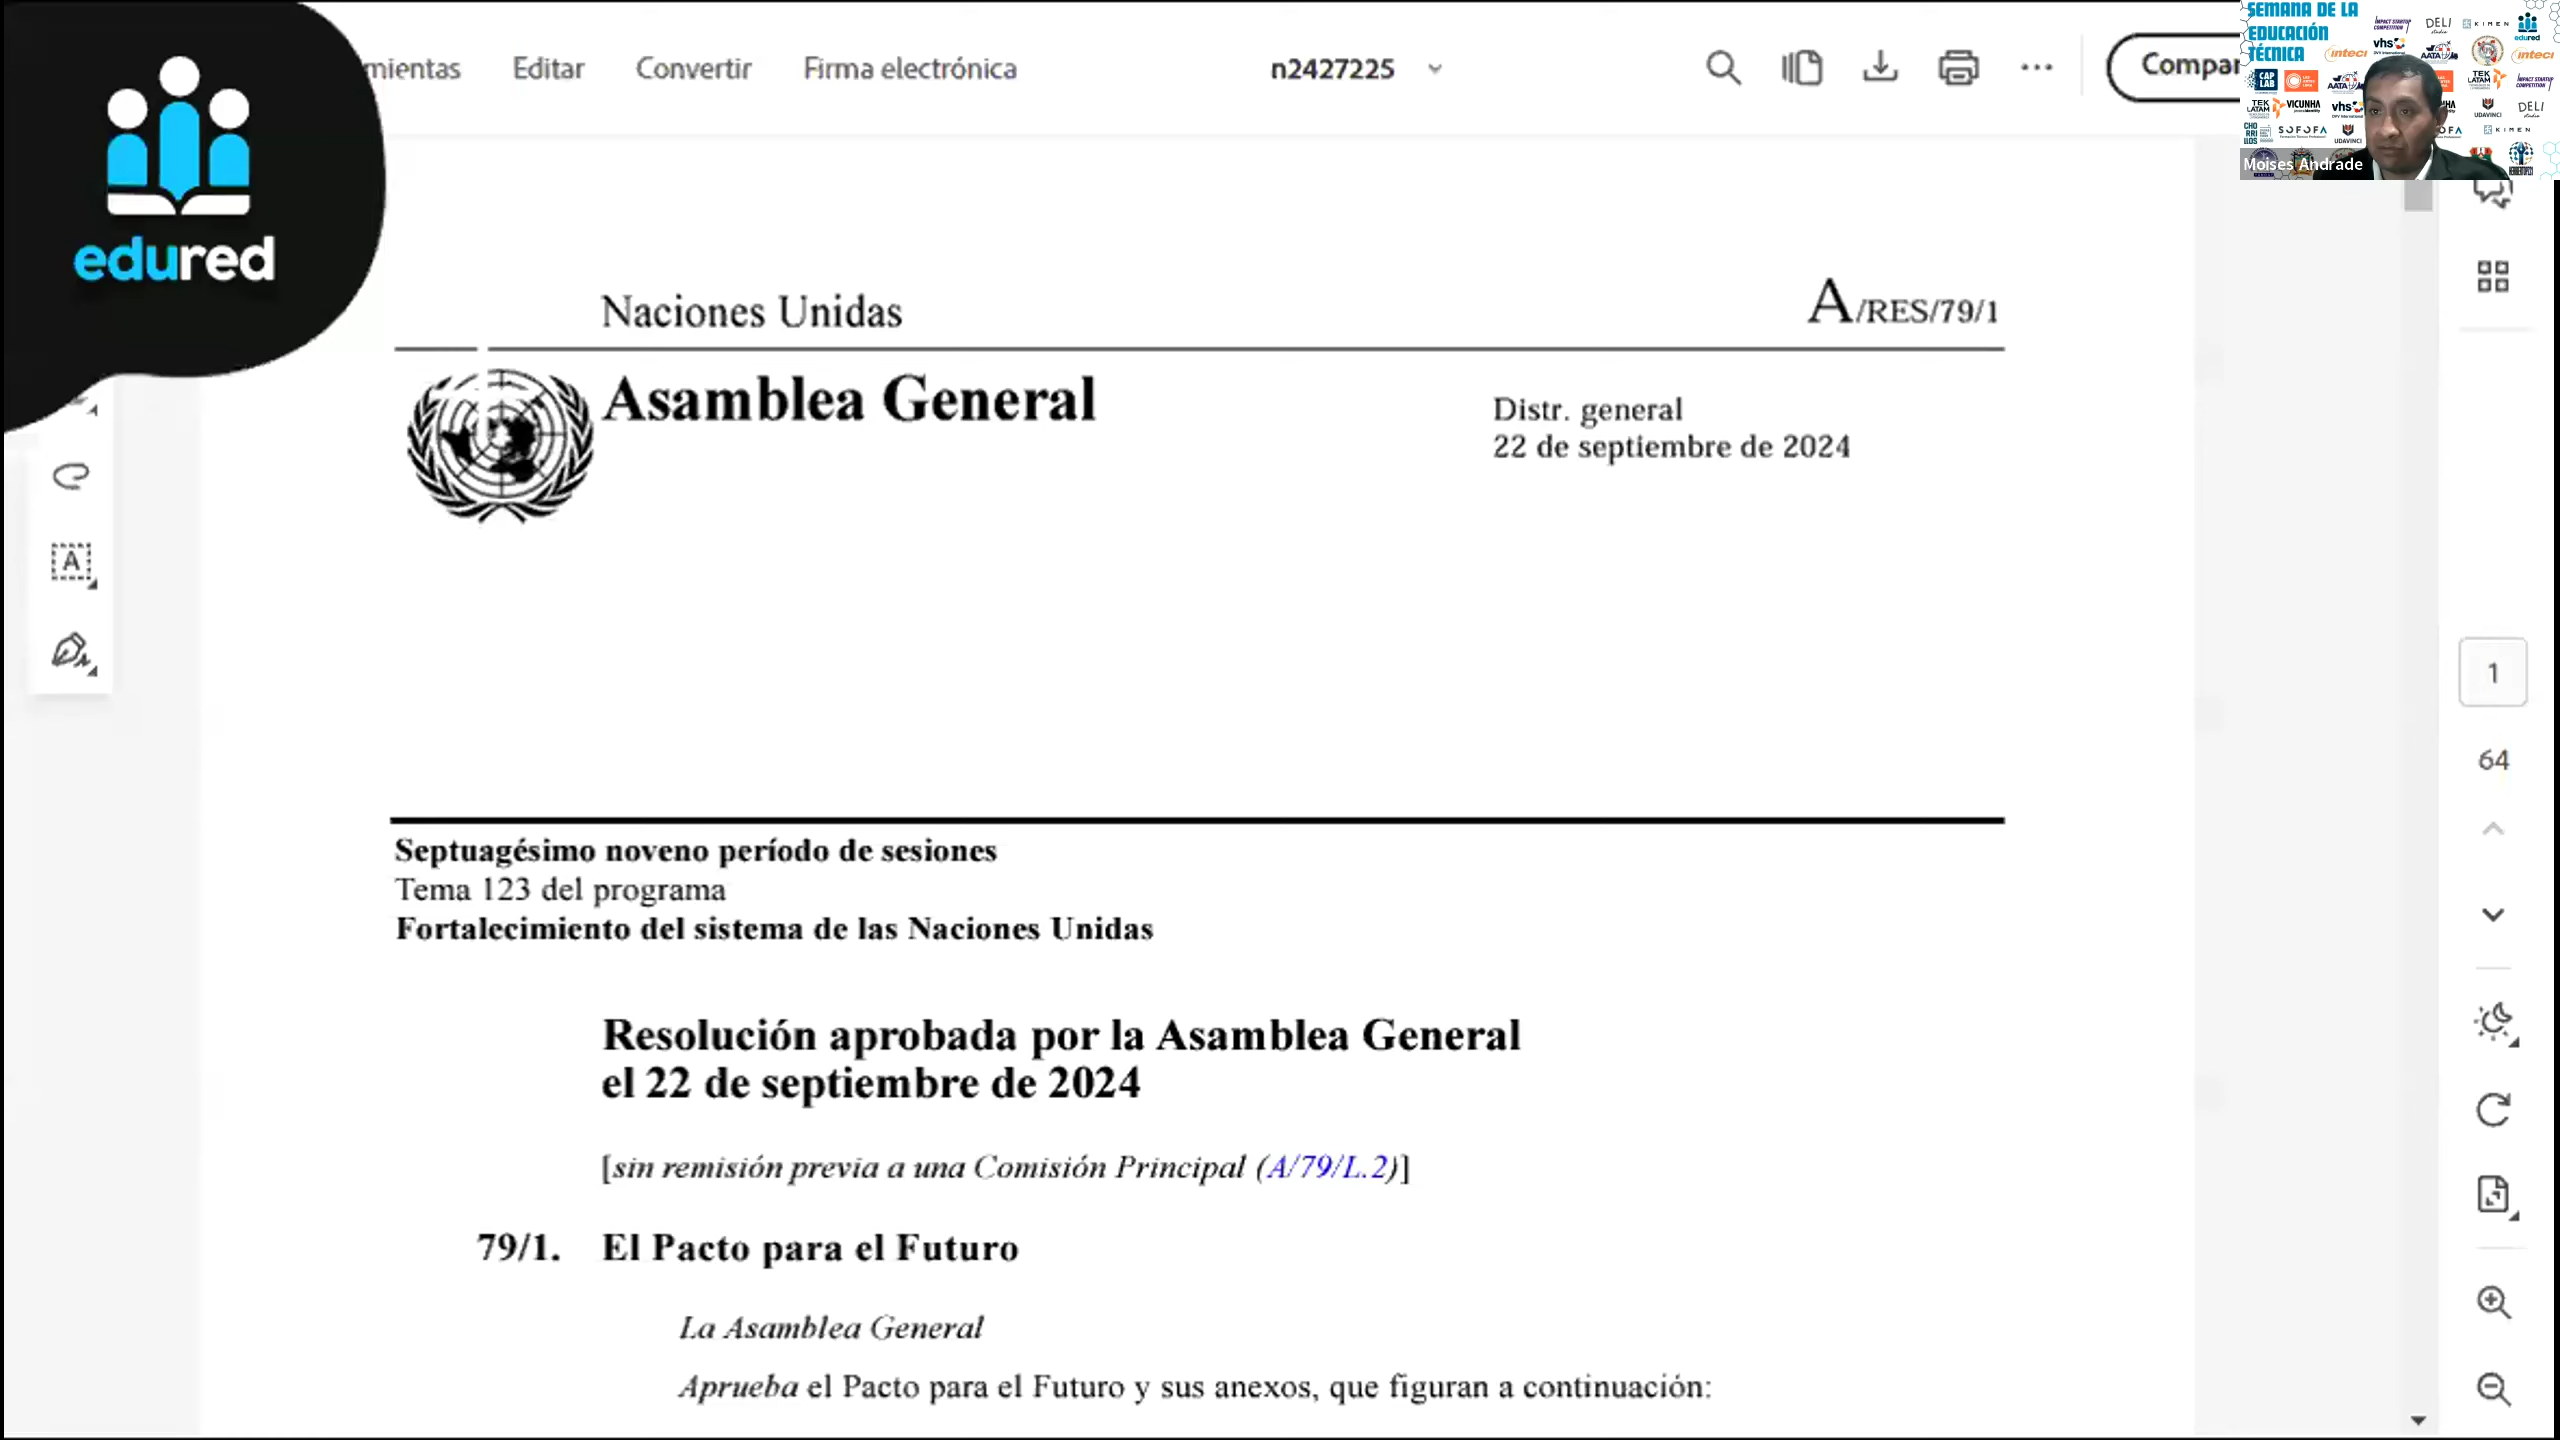 mientas Editar Convertir Firma electrónica n2427225 Compar
edured
SEMANA DE LA
EDUCACIÓN
TÉCNICA
Moises Andrade
Naciones Unidas A/RES/79/1
Asamblea General
Distr. general
22 de septiembre de 2024
A
1
64
Septuagésimo noveno período de sesiones
Tema 123 del programa
Fortalecimiento del sistema de las Naciones Unidas
Resolución aprobada por la Asamblea General
el 22 de septiembre de 2024
[sin remisión previa a una Comisión Principal (A/79/L.2)]
79/1. El Pacto para el Futuro
La Asamblea General
Aprueba el Pacto para el Futuro y sus anexos, que figuran a continuación: